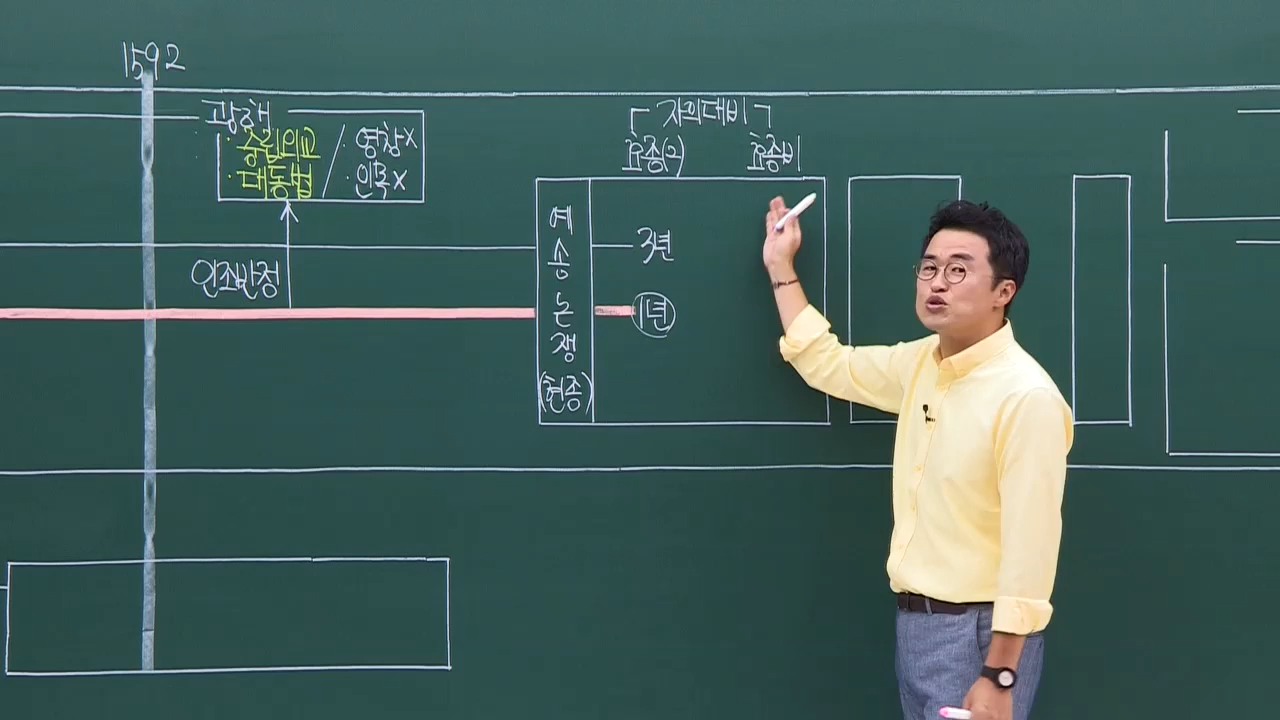 1592
광해
· 중립외교 / · 영창X
· 대동법 · 인목X
인조반정
자의대비
효종(2) 효종비
예송논쟁(현종)
3년
1년